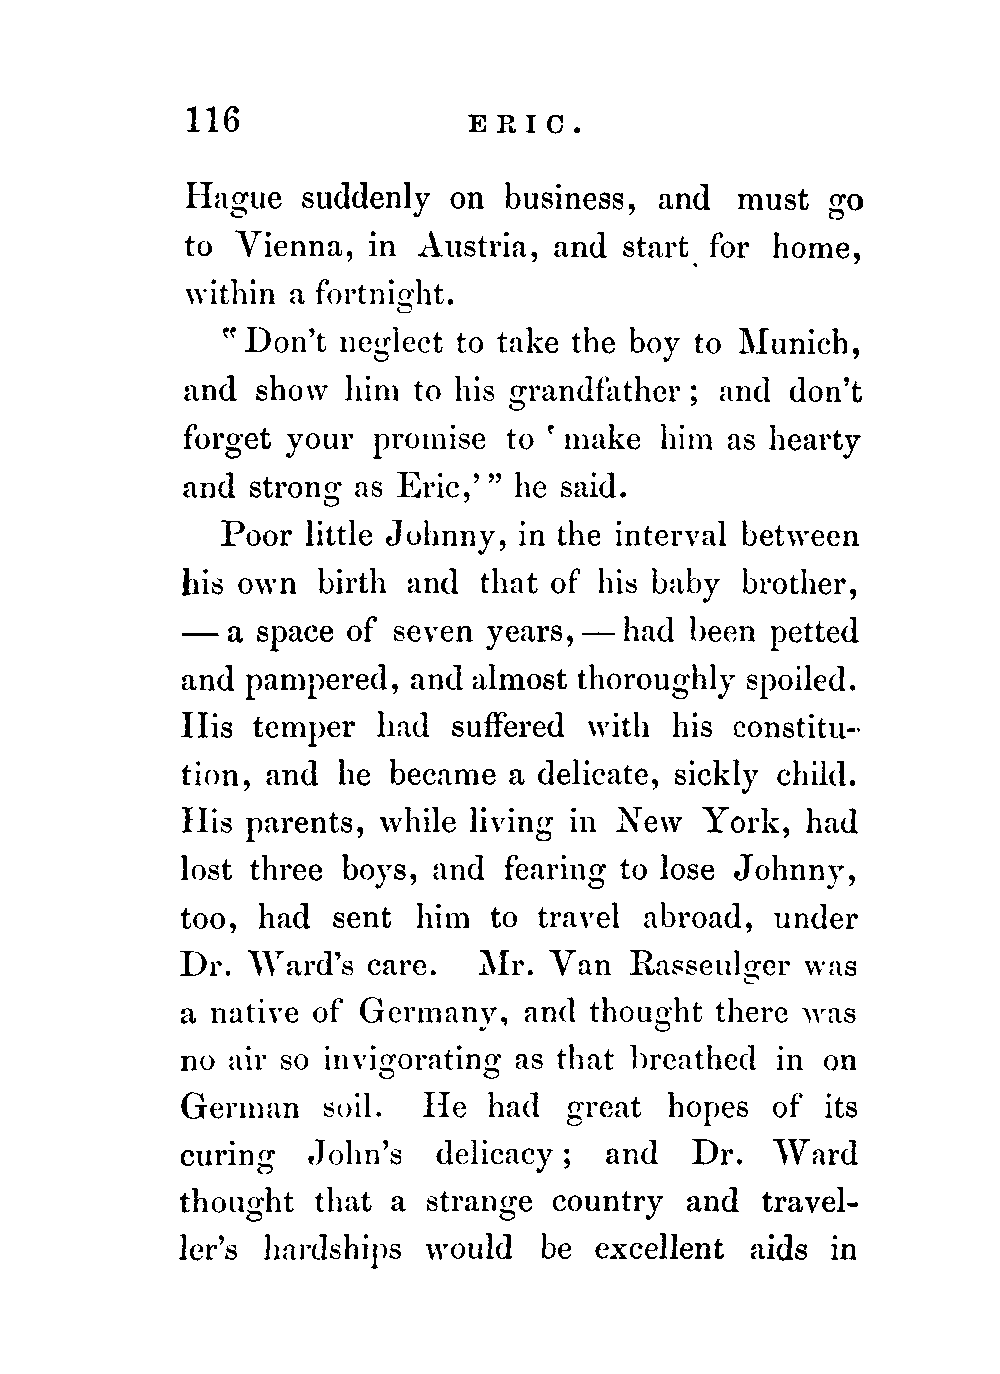 116 ERIC.
Hague suddenly on business, and must go
to Vienna, in Austria, and start for home,
within a fortnight.
"Don't neglect to take the boy to Munich,
and show him to his grandfather; and don't
forget your promise to 'make him as hearty
and strong as Eric,'" he said.
Poor little Johnny, in the interval between
his own birth and that of his baby brother,
— a space of seven years, — had been petted
and pampered, and almost thoroughly spoiled.
His temper had suffered with his constitu-
tion, and he became a delicate, sickly child.
His parents, while living in New York, had
lost three boys, and fearing to lose Johnny,
too, had sent him to travel abroad, under
Dr. Ward's care. Mr. Van Rasseulger was
a native of Germany, and thought there was
no air so invigorating as that breathed in on
German soil. He had great hopes of its
curing John's delicacy; and Dr. Ward
thought that a strange country and travel-
ler's hardships would be excellent aids in